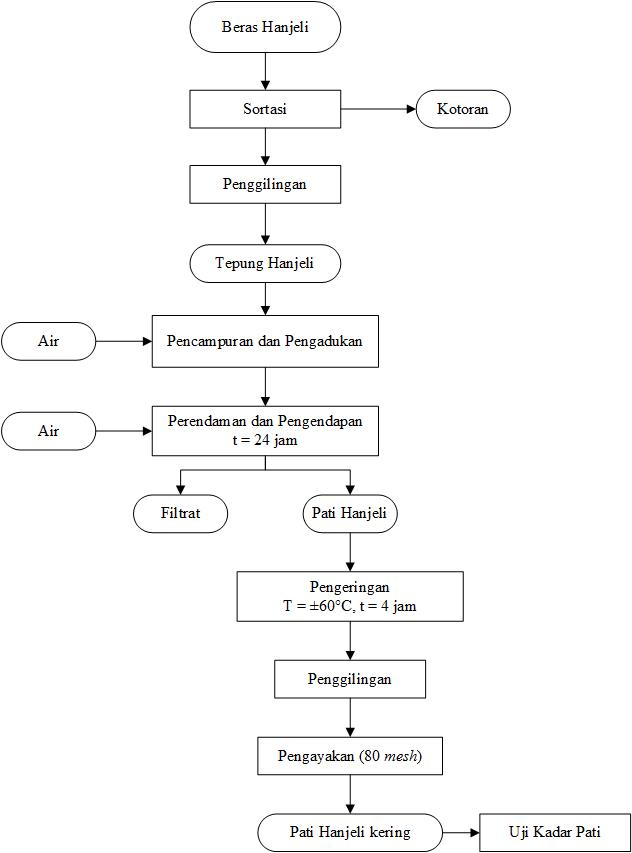 Beras Hanjeli
Sortasi
Kotoran
Penggilingan
Tepung Hanjeli
Air
Pencampuran dan Pengadukan
Air
Perendaman dan Pengendapan
t = 24 jam
Filtrat
Pati Hanjeli
Pengeringan
T = ±60°C, t = 4 jam
Penggilingan
Pengayakan (80 mesh)
Pati Hanjeli kering
Uji Kadar Pati